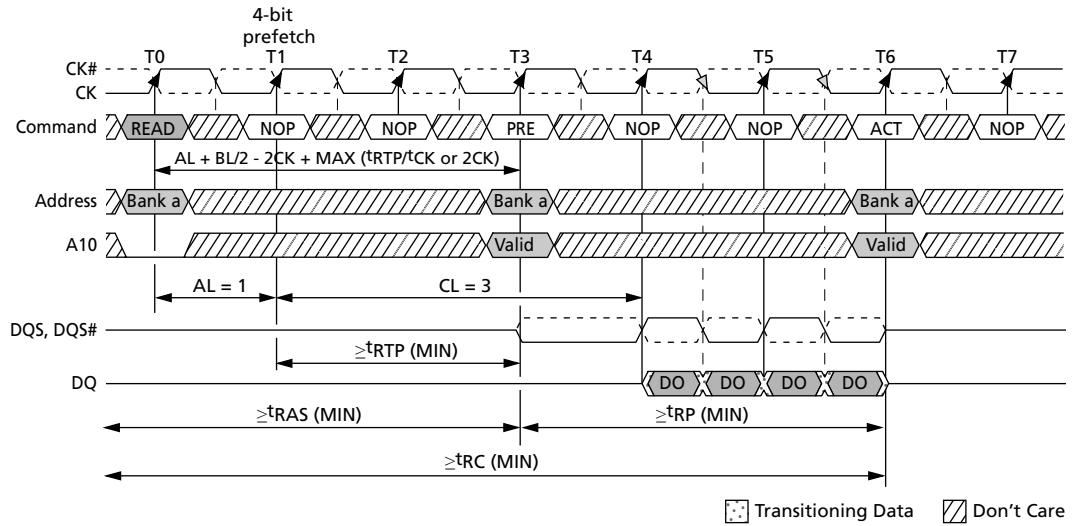 4-bit
prefetch
T0 T1 T2 T3 T4 T5 T6 T7
CK#
CK
Command READ NOP NOP PRE NOP NOP ACT NOP
AL + BL/2 - 2CK + MAX (tRTP/tCK or 2CK)
Address Bank a Bank a Bank a
A10 Valid Valid
AL = 1 CL = 3
DQS, DQS#
≥tRTP (MIN)
DQ DO DO DO DO
≥tRAS (MIN) ≥tRP (MIN)
≥tRC (MIN)
Transitioning Data Don't Care